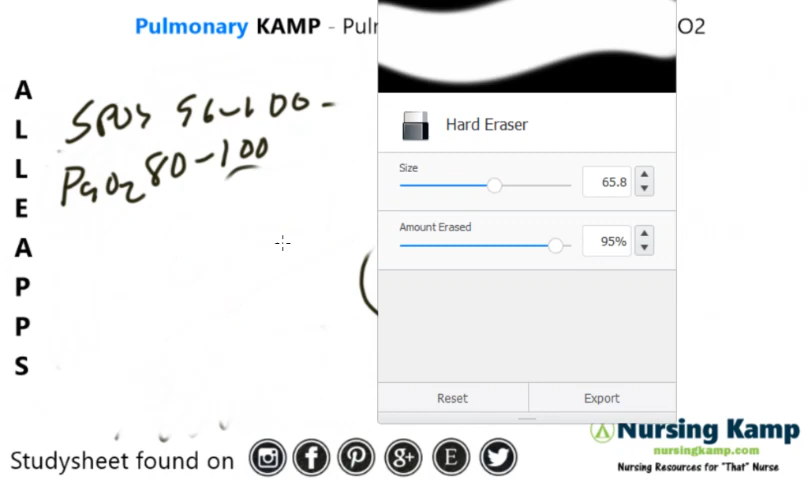 Pulmonary KAMP - Pulr
O2
A
L
L
E
A
P
P
S
SPO2 96-100-
PaO2 80-100
Hard Eraser
Size
65.8
Amount Erased
95%
Reset Export
Studysheet found on
Nursing Kamp
nursingkamp.com
Nursing Resources for "That" Nurse